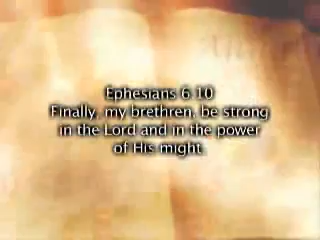 Ephesians 6:10
Finally, my brethren, be strong
in the Lord and in the power
of His might.